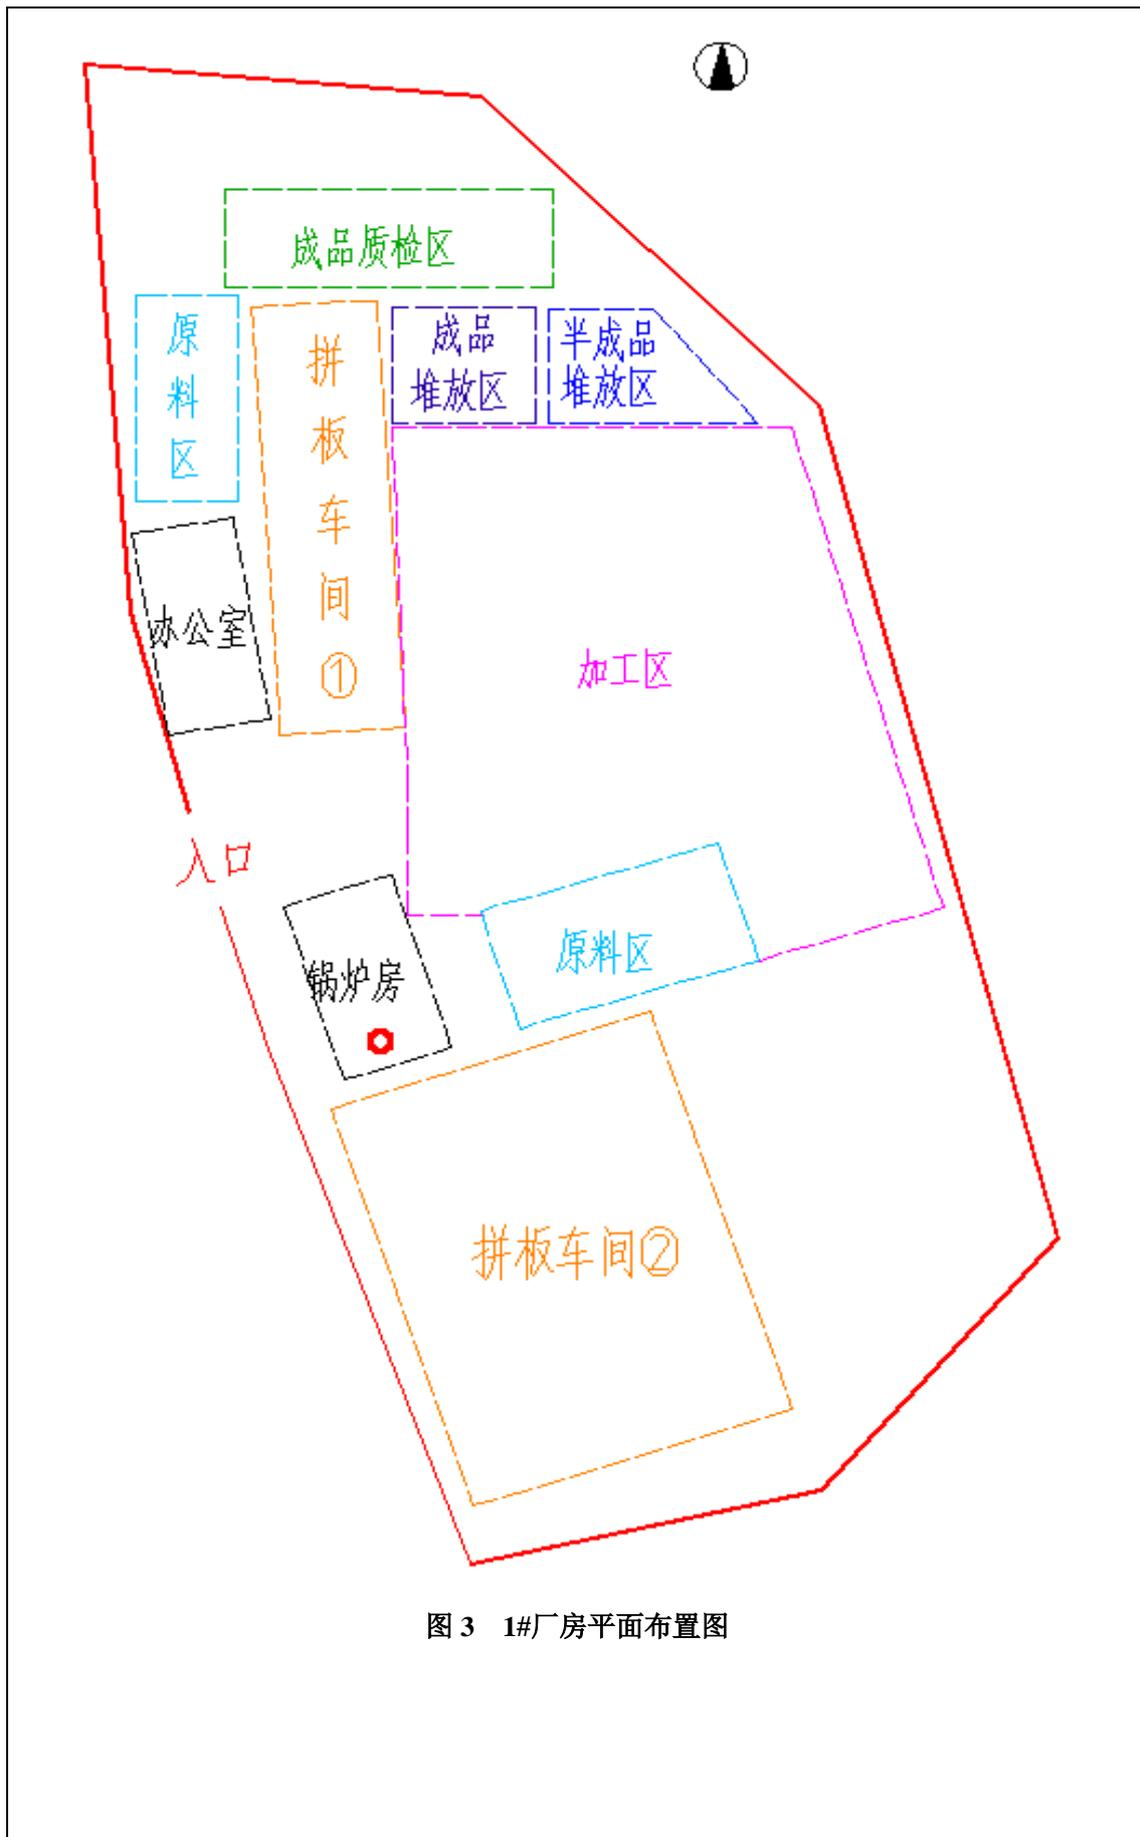 成品质检区
原料区
拼板车间①
成品
堆放区
半成品
堆放区
办公室
加工区
入口
锅炉房
原料区
拼板车间②
图 3 1#厂房平面布置图